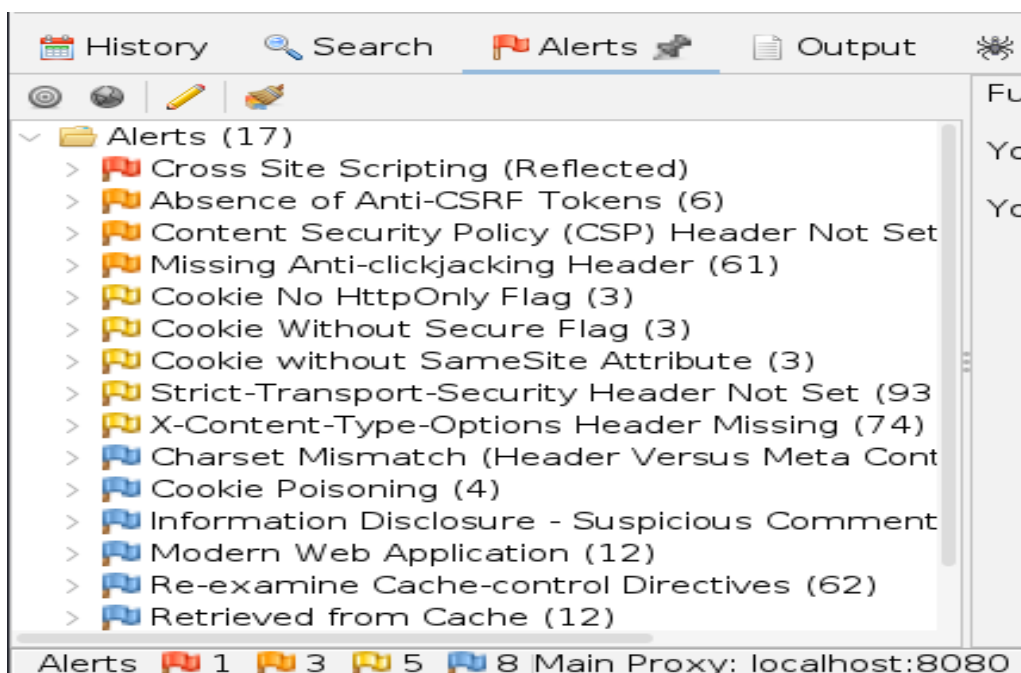 History Search Alerts Output
Fu
Alerts (17)
Yo
Cross Site Scripting (Reflected)
Absence of Anti-CSRF Tokens (6)
Yo
Content Security Policy (CSP) Header Not Set
Missing Anti-clickjacking Header (61)
Cookie No HttpOnly Flag (3)
Cookie Without Secure Flag (3)
Cookie without SameSite Attribute (3)
Strict-Transport-Security Header Not Set (93
X-Content-Type-Options Header Missing (74)
Charset Mismatch (Header Versus Meta Cont
Cookie Poisoning (4)
Information Disclosure - Suspicious Comment
Modern Web Application (12)
Re-examine Cache-control Directives (62)
Retrieved from Cache (12)
Alerts 1 3 5 8 Main Proxy: localhost:8080